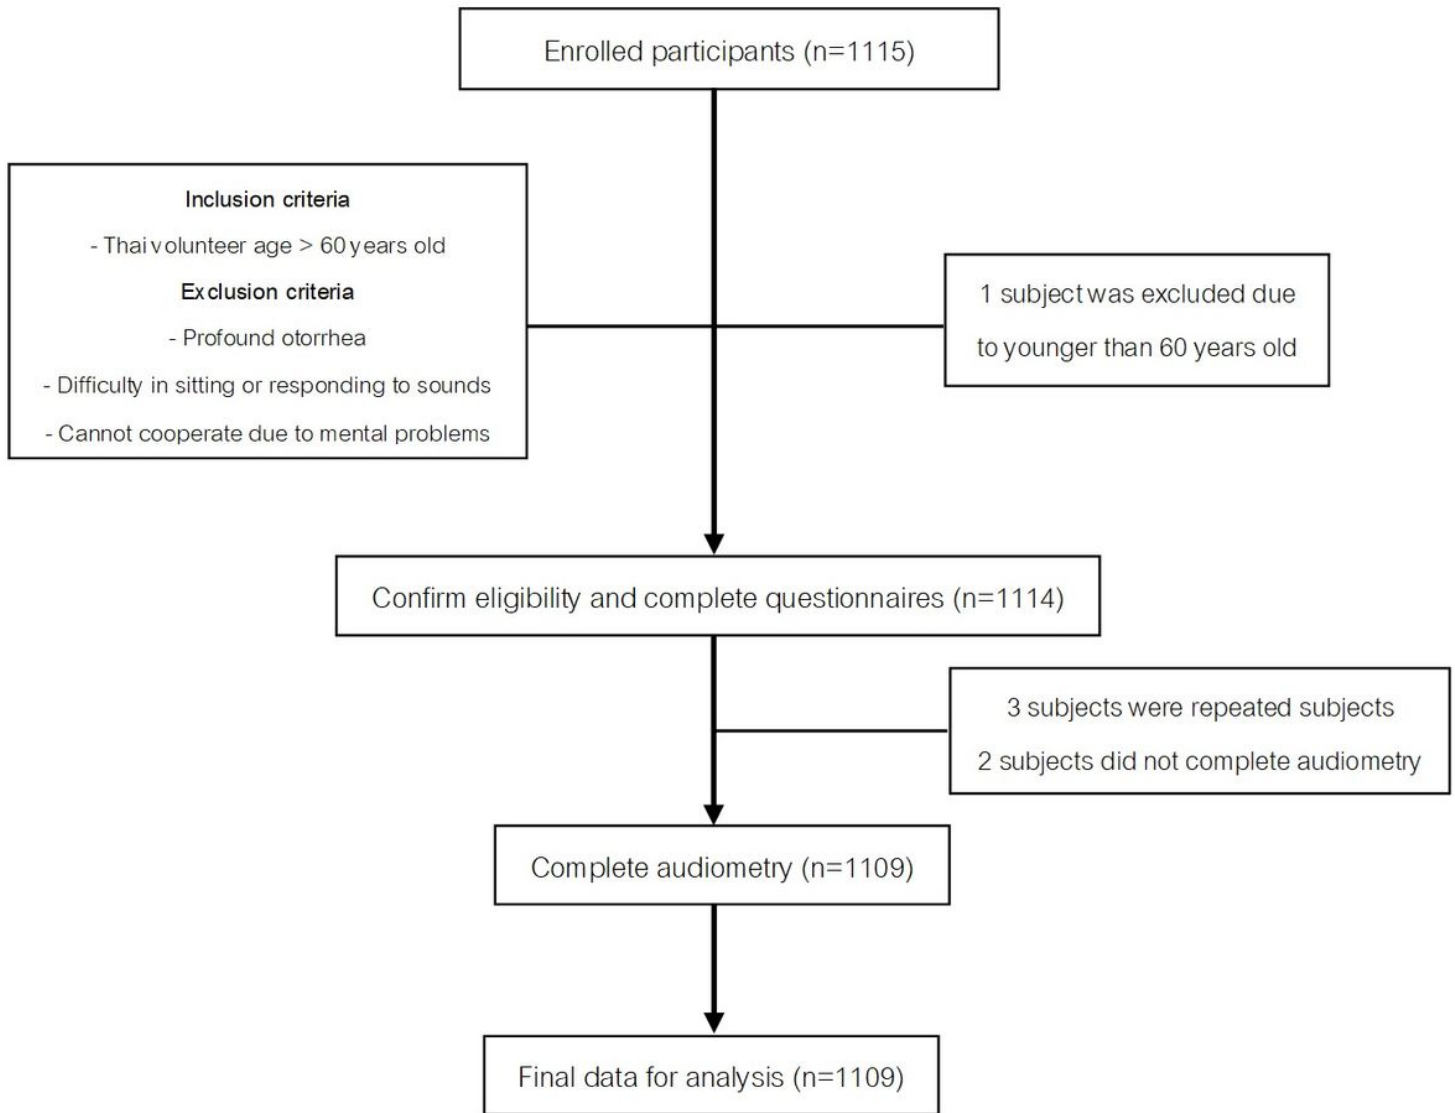 Enrolled participants (n=1115)
Inclusion criteria
- Thai volunteer age > 60 years old
Exclusion criteria
- Profound otorrhea
- Difficulty in sitting or responding to sounds
- Cannot cooperate due to mental problems
1 subject was excluded due
to younger than 60 years old
Confirm eligibility and complete questionnaires (n=1114)
3 subjects were repeated subjects
2 subjects did not complete audiometry
Complete audiometry (n=1109)
Final data for analysis (n=1109)